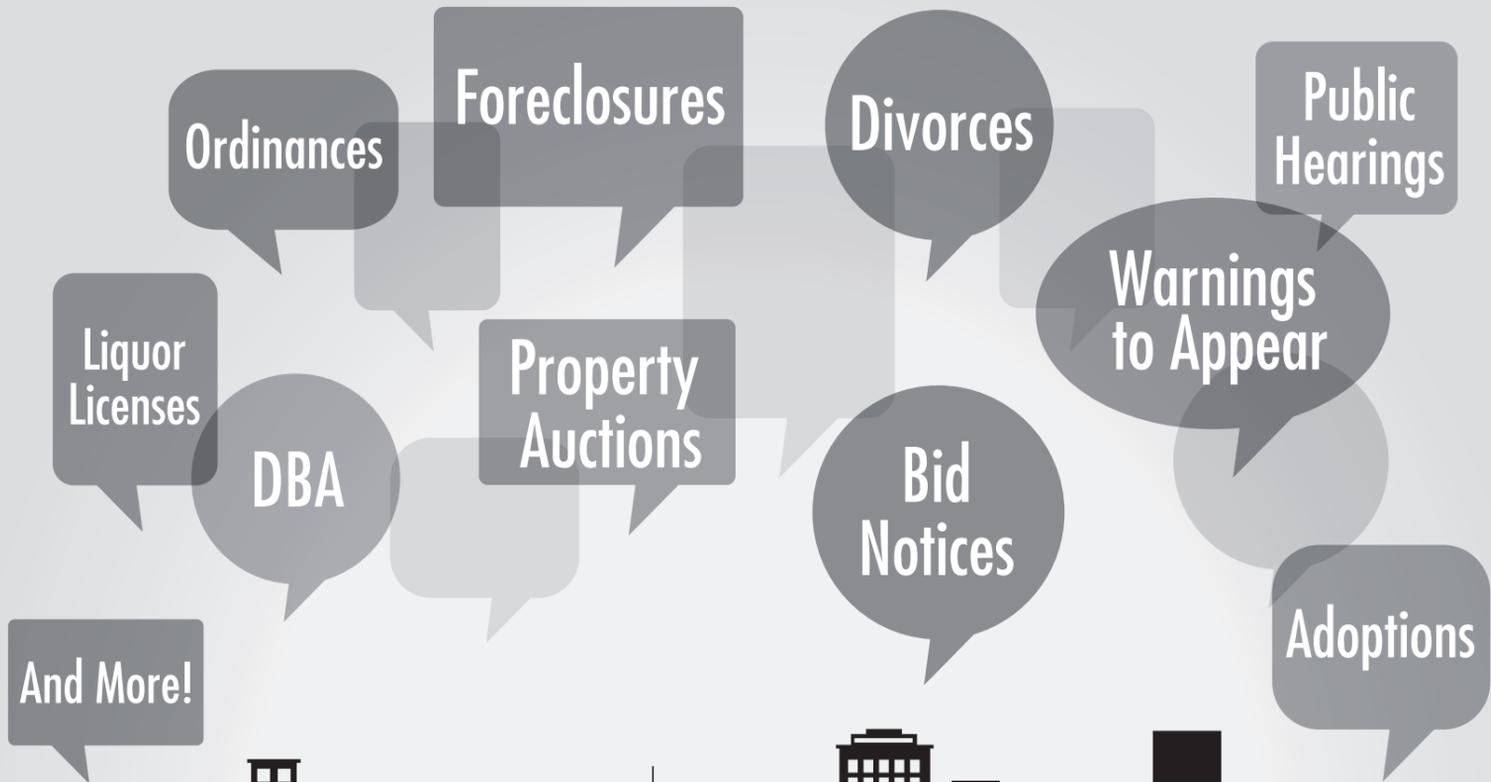 Foreclosures
Divorces
Public
Hearings
Ordinances
Warnings
to Appear
Liquor
Licenses
Property
Auctions
DBA
Bid
Notices
Adoptions
And More!